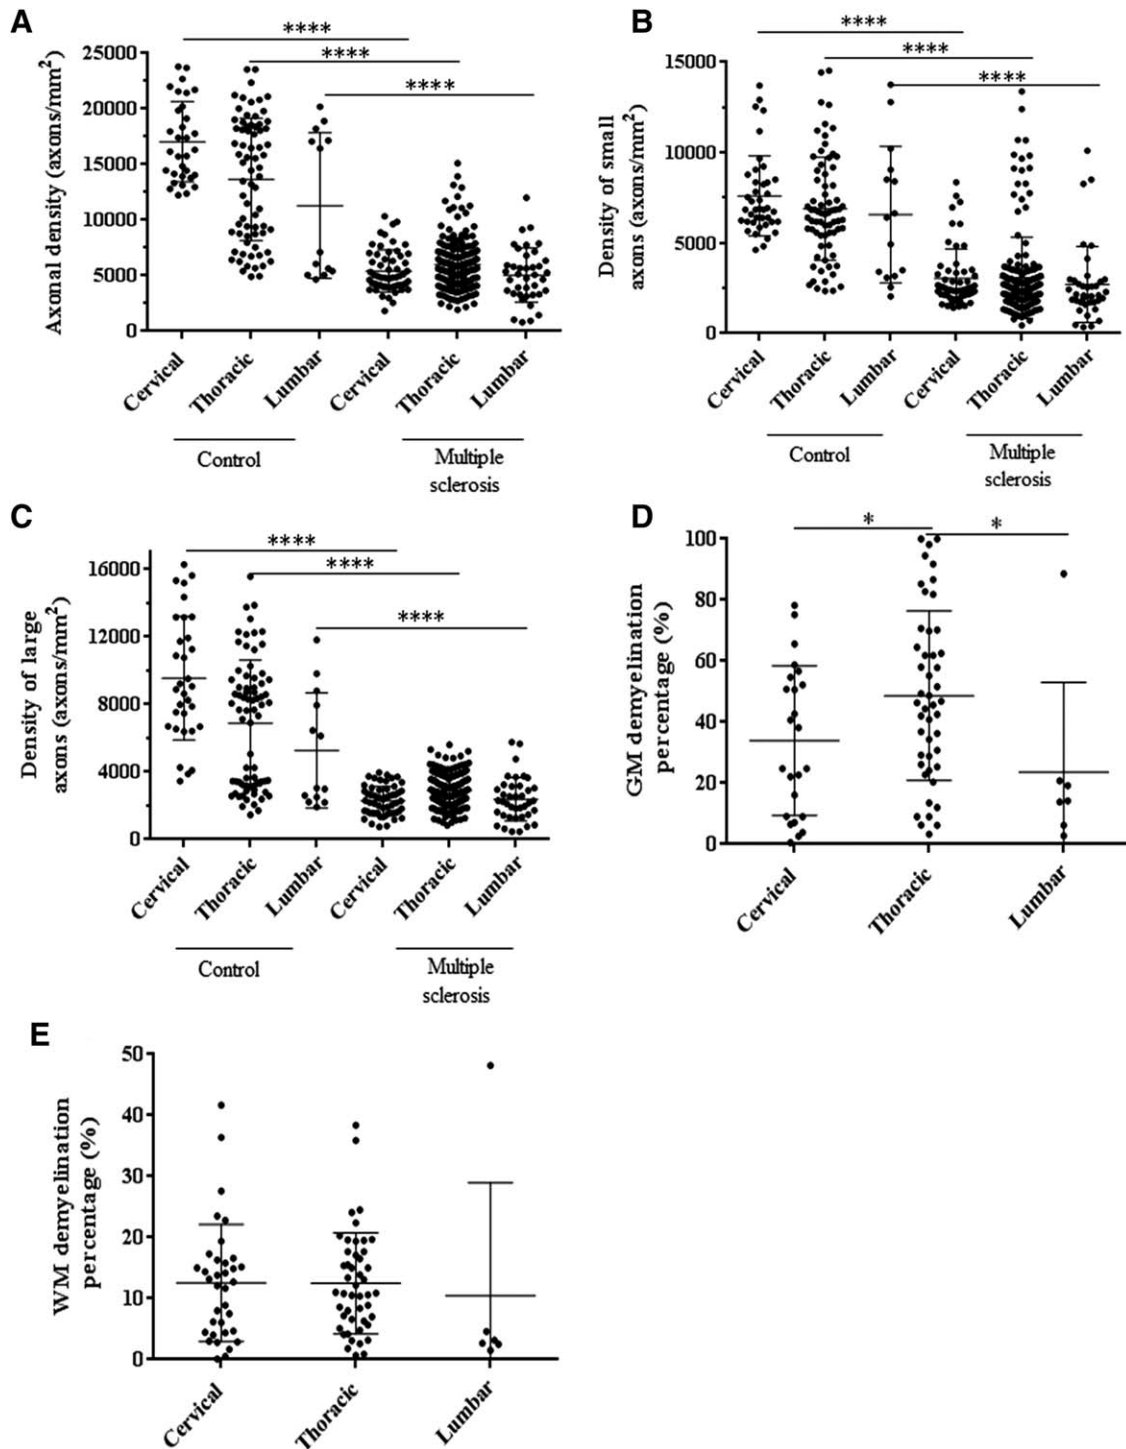 A
Axonal density (axons/mm²)
25000
20000
15000
10000
5000
0
****
****
****
Cervical
Thoracic
Lumbar
Cervical
Thoracic
Lumbar
Control
Multiple
sclerosis
B
Density of small
axons (axons/mm²)
15000
10000
5000
0
****
****
****
Cervical
Thoracic
Lumbar
Cervical
Thoracic
Lumbar
Control
Multiple
sclerosis
C
Density of large
axons (axons/mm²)
16000
12000
8000
4000
0
****
****
****
Cervical
Thoracic
Lumbar
Cervical
Thoracic
Lumbar
Control
Multiple
sclerosis
D
GM demyelination
percentage (%)
100
80
60
40
20
0
*
*
Cervical
Thoracic
Lumbar
E
WM demyelination
percentage (%)
50
40
30
20
10
0
Cervical
Thoracic
Lumbar